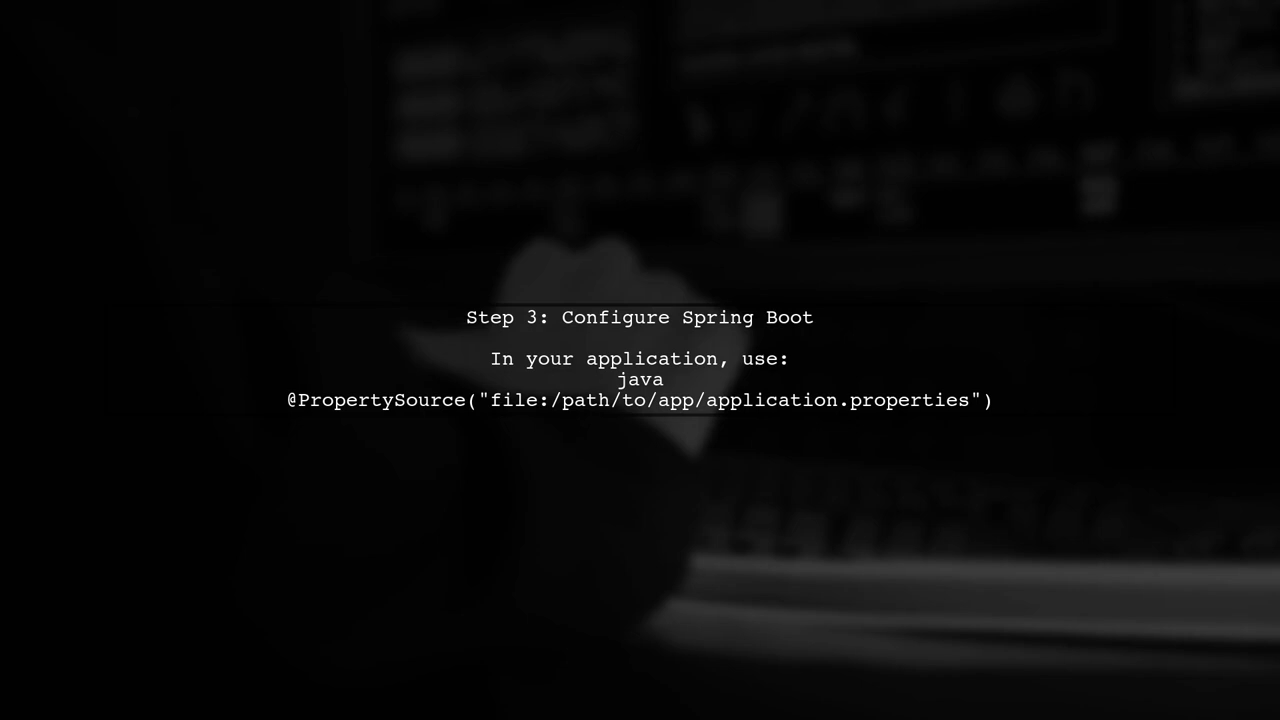 Step 3: Configure Spring Boot
In your application, use:
java
@PropertySource("file:/path/to/app/application.properties")